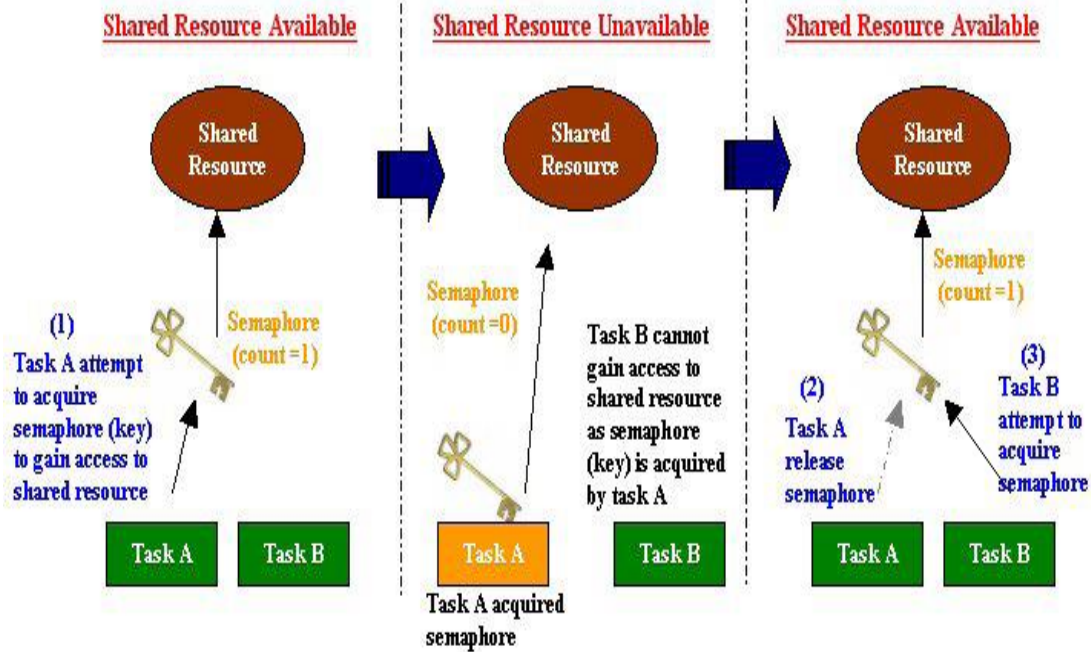 Shared Resource Available
Shared
Resource
Semaphore
(count =1)
(1)
Task A attempt
to acquire
semaphore (key)
to gain access to
shared resource
Task A
Task B
Shared Resource Unavailable
Shared
Resource
Semaphore
(count =0)
Task B cannot
gain access to
shared resource
as semaphore
(key) is acquired
by task A
Task A
Task B
Task A acquired
semaphore
Shared Resource Available
Shared
Resource
Semaphore
(count =1)
(2)
Task A
release
semaphore
(3)
Task B
attempt to
acquire
semaphore
Task A
Task B